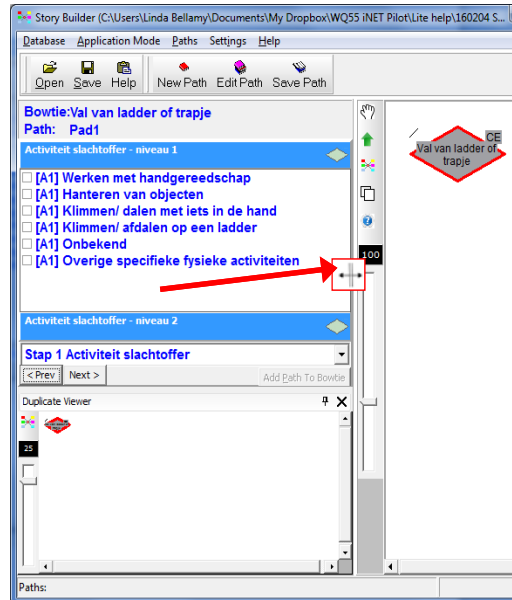 Story Builder (C:\Users\Linda Bellamy\Documents\My Dropbox\WQ55 iNET Pilot\Lite help\160204 S...
Database Application Mode Paths Settings Help
Open Save Help New Path Edit Path Save Path
Bowtie:Val van ladder of trapje
Path: Pad1
Activiteit slachtoffer - niveau 1
[A1] Werken met handgereedschap
[A1] Hanteren van objecten
[A1] Klimmen/ dalen met iets in de hand
[A1] Klimmen/ afdalen op een ladder
[A1] Onbekend
[A1] Overige specifieke fysieke activiteiten
Activiteit slachtoffer - niveau 2
Stap 1 Activiteit slachtoffer
< Prev Next > Add Path To Bowtie
Duplicate Viewer
25
Paths:
100
CE
Val van ladder of
trapje